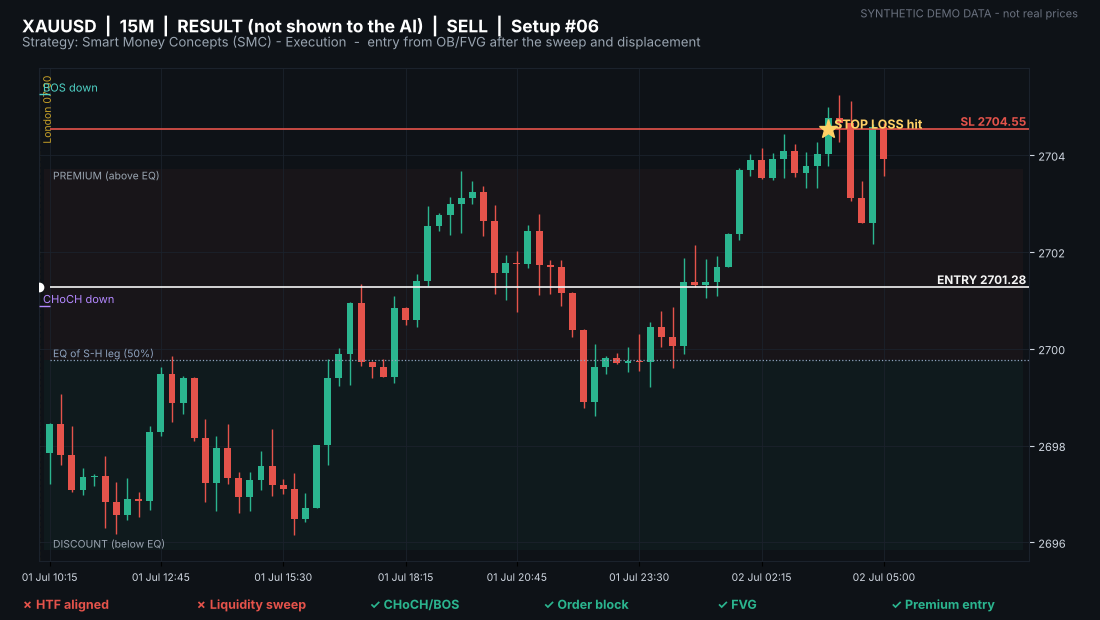 SYNTHETIC DEMO DATA - not real prices
XAUUSD | 15M | RESULT (not shown to the AI) | SELL | Setup #06
Strategy: Smart Money Concepts (SMC) - Execution - entry from OB/FVG after the sweep and displacement
BOS down
STOP LOSS hit
SL 2704.55
2704
PREMIUM (above EQ)
2702
ENTRY 2701.28
CHoCH down
EQ of S-H leg (50%)
2700
2698
DISCOUNT (below EQ)
2696
01 Jul 10:15 01 Jul 12:45 01 Jul 15:30 01 Jul 18:15 01 Jul 20:45 01 Jul 23:30 02 Jul 02:15 02 Jul 05:00
× HTF aligned × Liquidity sweep ✓ CHoCH/BOS ✓ Order block ✓ FVG ✓ Premium entry